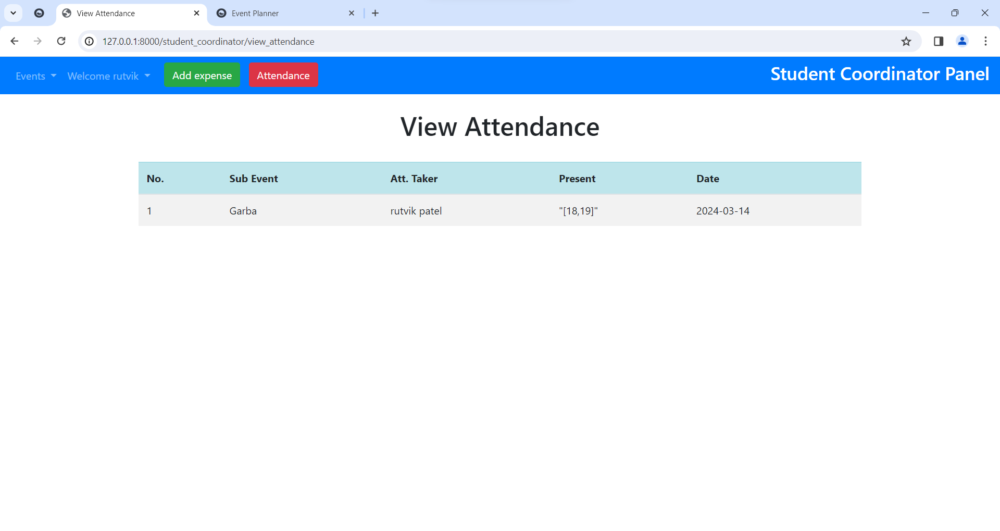 View Attendance
Event Planner
127.0.0.1:8000/student_coordinator/view_attendance
Events Welcome rutvik Add expense Attendance Student Coordinator Panel
View Attendance
No. Sub Event Att. Taker Present Date
1 Garba rutvik patel "[18,19]" 2024-03-14